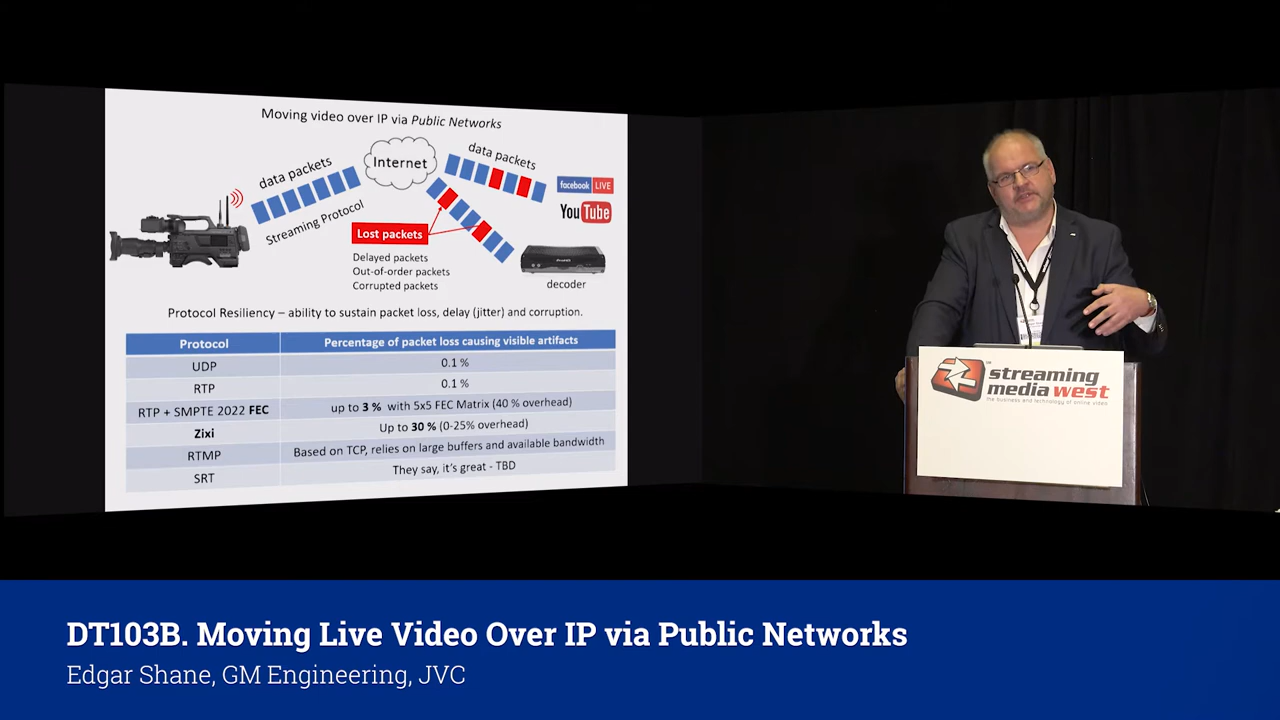 Moving video over IP via Public Networks
data packets
Internet
data packets
Streaming Protocol
facebook LIVE
YouTube
Lost packets
Delayed packets
Out-of-order packets
Corrupted packets
decoder
Protocol Resiliency – ability to sustain packet loss, delay (jitter) and corruption.
Protocol Percentage of packet loss causing visible artifacts
UDP 0.1 %
RTP 0.1 %
RTP + SMPTE 2022 FEC up to 3 % with 5x5 FEC Matrix (40 % overhead)
Zixi Up to 30 % (0-25% overhead)
RTMP Based on TCP, relies on large buffers and available bandwidth
SRT They say, it's great - TBD
streaming
media west
the business and technology of online video
DT103B. Moving Live Video Over IP via Public Networks
Edgar Shane, GM Engineering, JVC